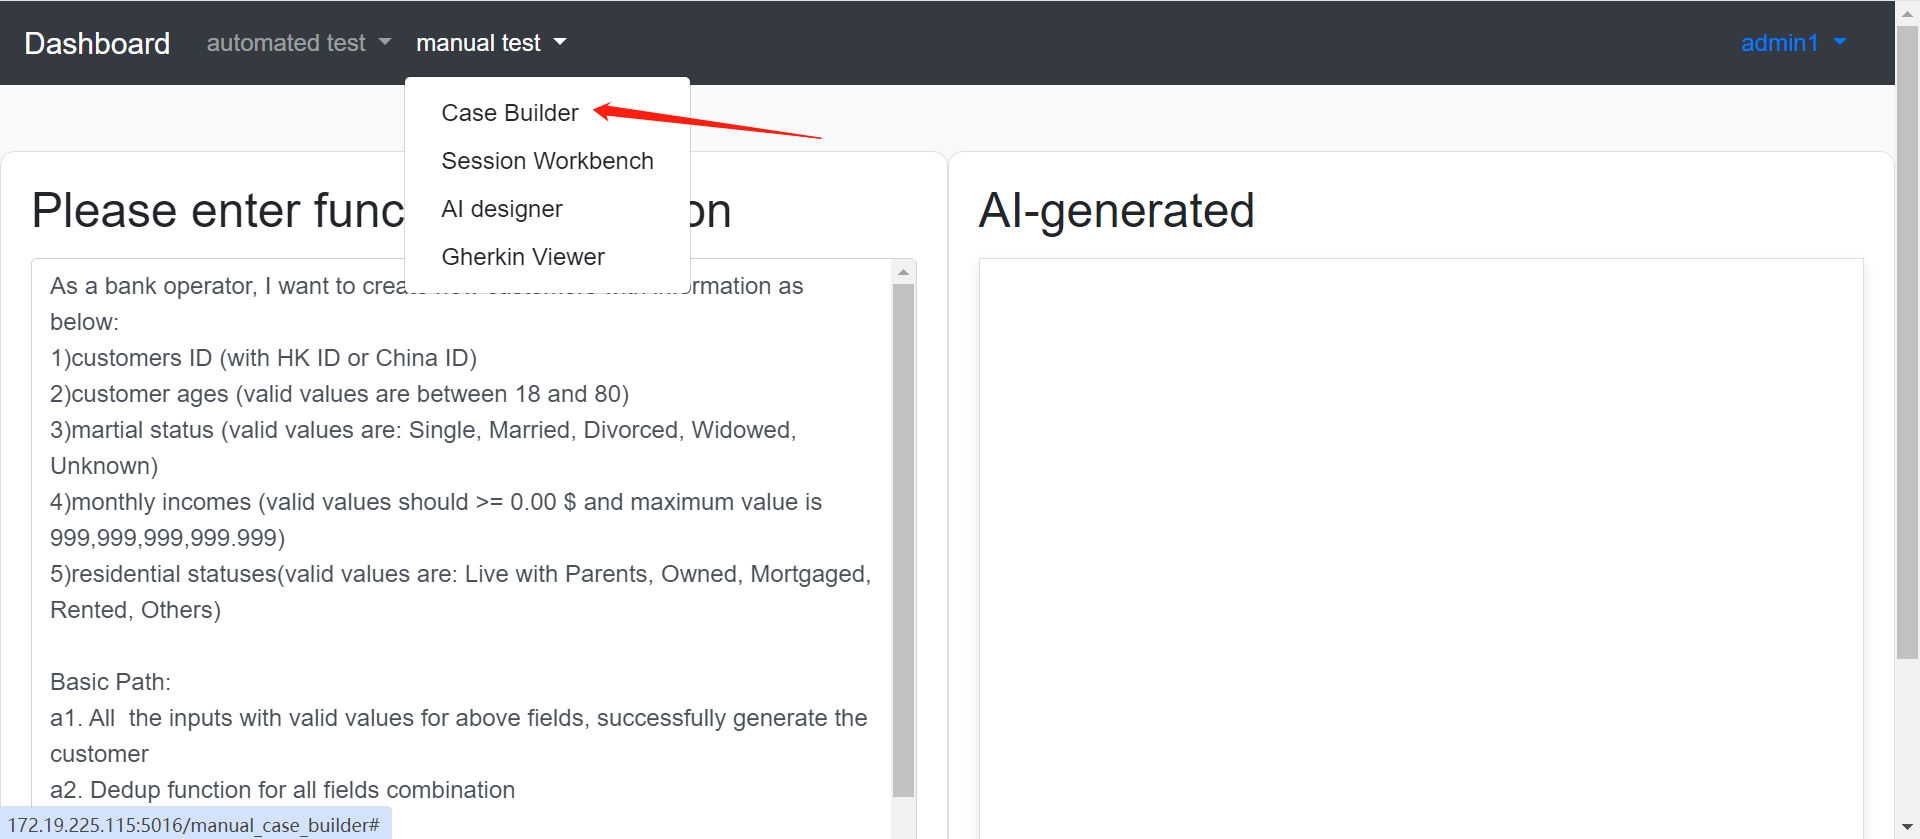 Dashboard automated test manual test admin1
Case Builder
Session Workbench
AI designer
Gherkin Viewer
Please enter func on
As a bank operator, I want to crea rmation as
below:
1)customers ID (with HK ID or China ID)
2)customer ages (valid values are between 18 and 80)
3)martial status (valid values are: Single, Married, Divorced, Widowed,
Unknown)
4)monthly incomes (valid values should >= 0.00 $ and maximum value is
999,999,999,999.999)
5)residential statuses(valid values are: Live with Parents, Owned, Mortgaged,
Rented, Others)
Basic Path:
a1. All  the inputs with valid values for above fields, successfully generate the
customer
a2. Dedup function for all fields combination
AI-generated
172.19.225.115:5016/manual_case_builder#